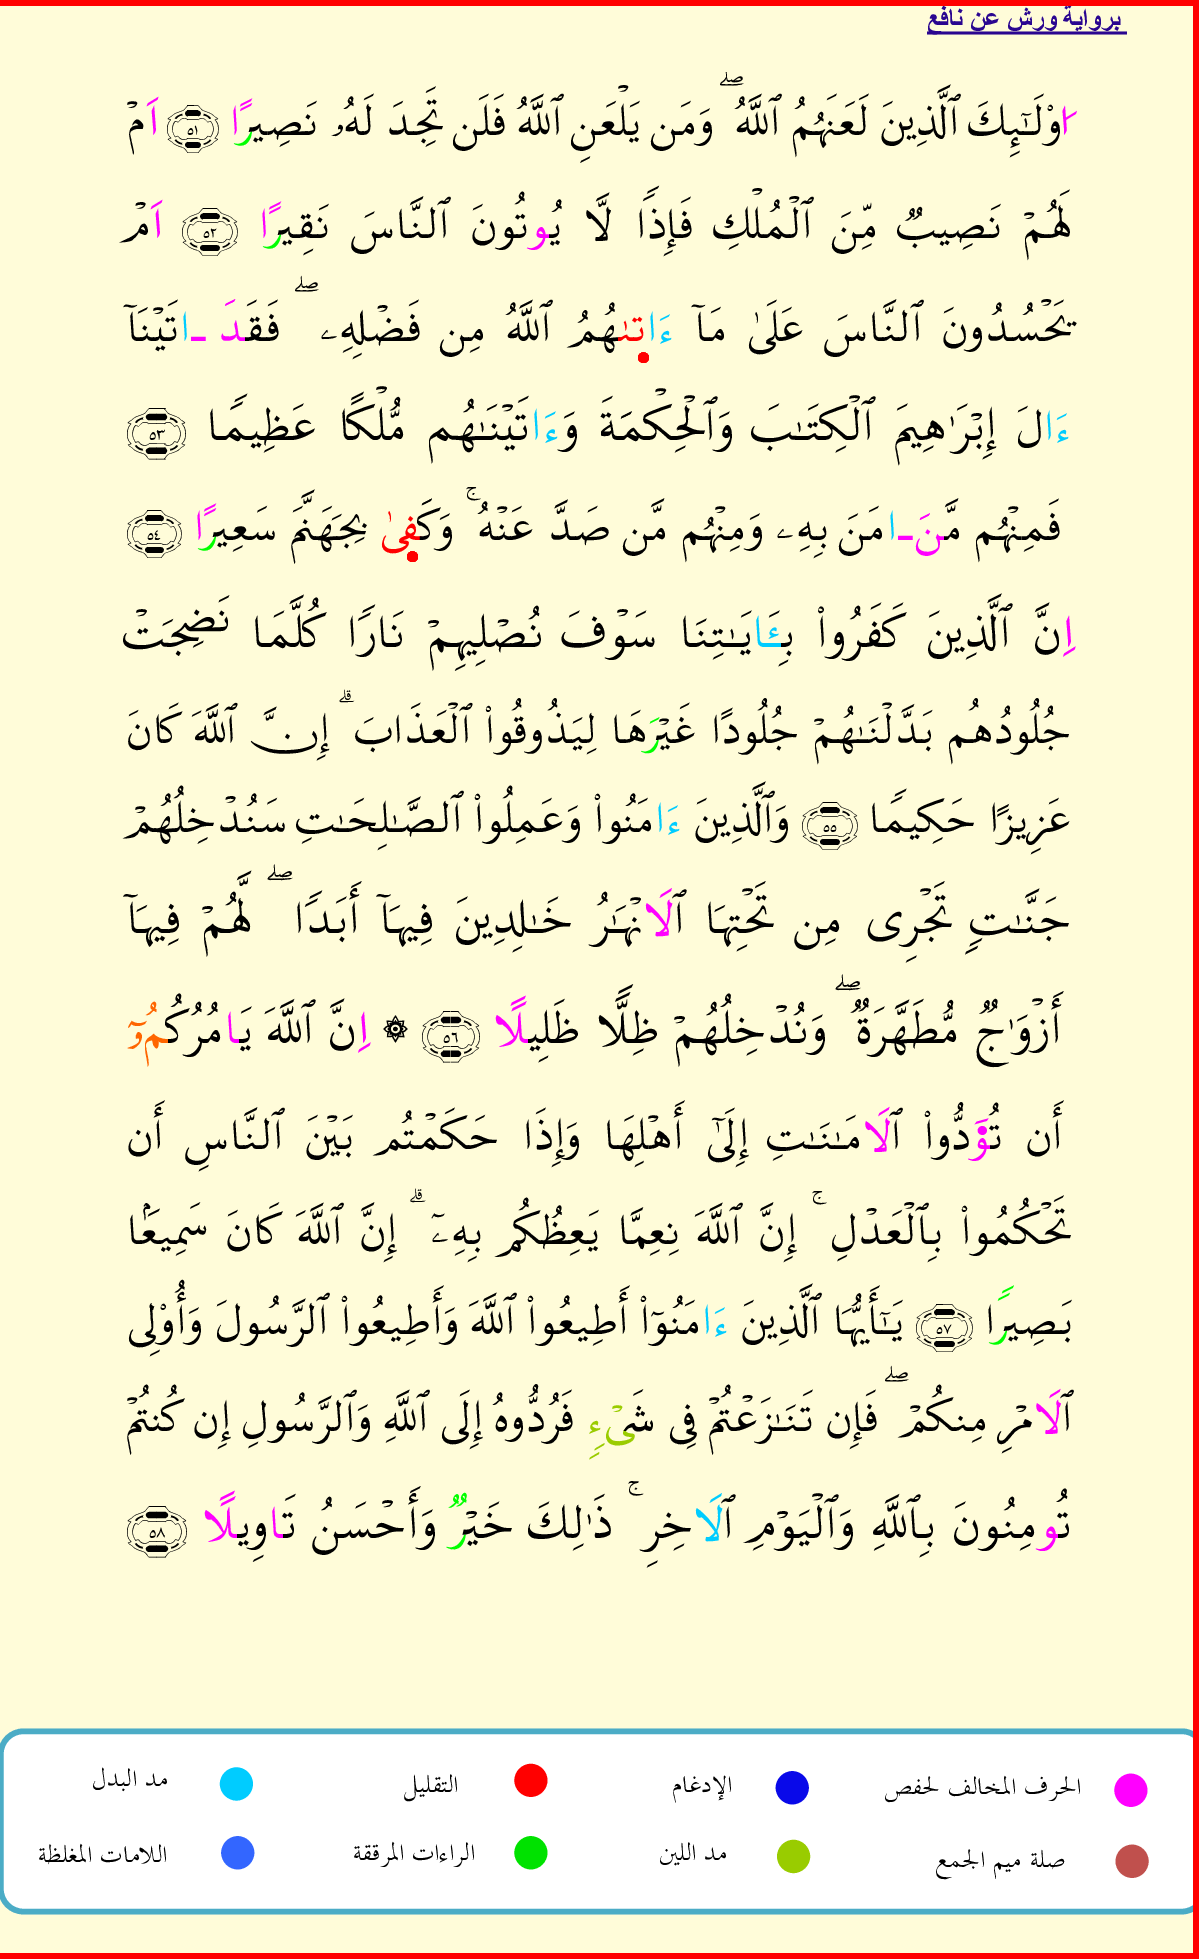 برواية ورش عن نافع
ا۟وْلَٰٓئِكَ ٱلَّذِينَ لَعَنَهُمُ ٱللَّهُۖ وَمَن يَلْعَنِ ٱللَّهُ فَلَن تَجِدَ لَهُۥ نَصِيرًا ٥١ اَمْ
لَهُمْ نَصِيبٌ مِّنَ ٱلْمُلْكِ فَإِذًا لَّا يُوتُونَ ٱلنَّاسَ نَقِيرًا ٥٢ اَمْ
يَحْسُدُونَ ٱلنَّاسَ عَلَىٰ مَآ ءَاتىٰهُمُ ٱللَّهُ مِن فَضْلِهِۦۖ فَقَدَ ـاتَيْنَآ
ءَالَ إِبْرَٰهِيمَ ٱلْكِتَٰبَ وَٱلْحِكْمَةَ وَءَاتَيْنَٰهُم مُّلْكًا عَظِيمًا ٥٣
فَمِنْهُم مَّنَ ـامَنَ بِهِۦ وَمِنْهُم مَّن صَدَّ عَنْهُۚ وَكَفىٰ بِجَهَنَّمَ سَعِيرًا ٥٤
اِنَّ ٱلَّذِينَ كَفَرُوا۟ بِـَٔايَٰتِنَا سَوْفَ نُصْلِيهِمْ نَارًا كُلَّمَا نَضِجَتْ
جُلُودُهُم بَدَّلْنَٰهُمْ جُلُودًا غَيْرَهَا لِيَذُوقُوا۟ ٱلْعَذَابَۗ إِنَّ ٱللَّهَ كَانَ
عَزِيزًا حَكِيمًا ٥٥ وَٱلَّذِينَ ءَامَنُوا۟ وَعَمِلُوا۟ ٱلصَّٰلِحَٰتِ سَنُدْخِلُهُمْ
جَنَّٰتٍ تَجْرِى مِن تَحْتِهَا ٱلَانْهَٰرُ خَٰلِدِينَ فِيهَآ أَبَدًاۖ لَّهُمْ فِيهَآ
أَزْوَٰجٌ مُّطَهَّرَةٌۖ وَنُدْخِلُهُمْ ظِلًّا ظَلِيلًا ٥٦ ۞ اِنَّ ٱللَّهَ يَامُرُكُمُۥٓ
أَن تُؤَدُّوا۟ ٱلَامَٰنَٰتِ إِلَىٰٓ أَهْلِهَا وَإِذَا حَكَمْتُم بَيْنَ ٱلنَّاسِ أَن
تَحْكُمُوا۟ بِٱلْعَدْلِۚ إِنَّ ٱللَّهَ نِعِمَّا يَعِظُكُم بِهِۦٓۗ إِنَّ ٱللَّهَ كَانَ سَمِيعًۢا
بَصِيرًا ٥٧ يَٰٓأَيُّهَا ٱلَّذِينَ ءَامَنُوٓا۟ أَطِيعُوا۟ ٱللَّهَ وَأَطِيعُوا۟ ٱلرَّسُولَ وَأُو۟لِى
ٱلَامْرِ مِنكُمْۖ فَإِن تَنَٰزَعْتُمْ فِى شَىْءٍ فَرُدُّوهُ إِلَى ٱللَّهِ وَٱلرَّسُولِ إِن كُنتُمْ
تُومِنُونَ بِٱللَّهِ وَٱلْيَوْمِ ٱلَاخِرِۚ ذَٰلِكَ خَيْرٌ وَأَحْسَنُ تَاوِيلًا ٥٨
الحرف المخالف لحفص الإدغام التقليل مد البدل
صلة ميم الجمع مد اللين الراءات المرققة اللامات المغلظة